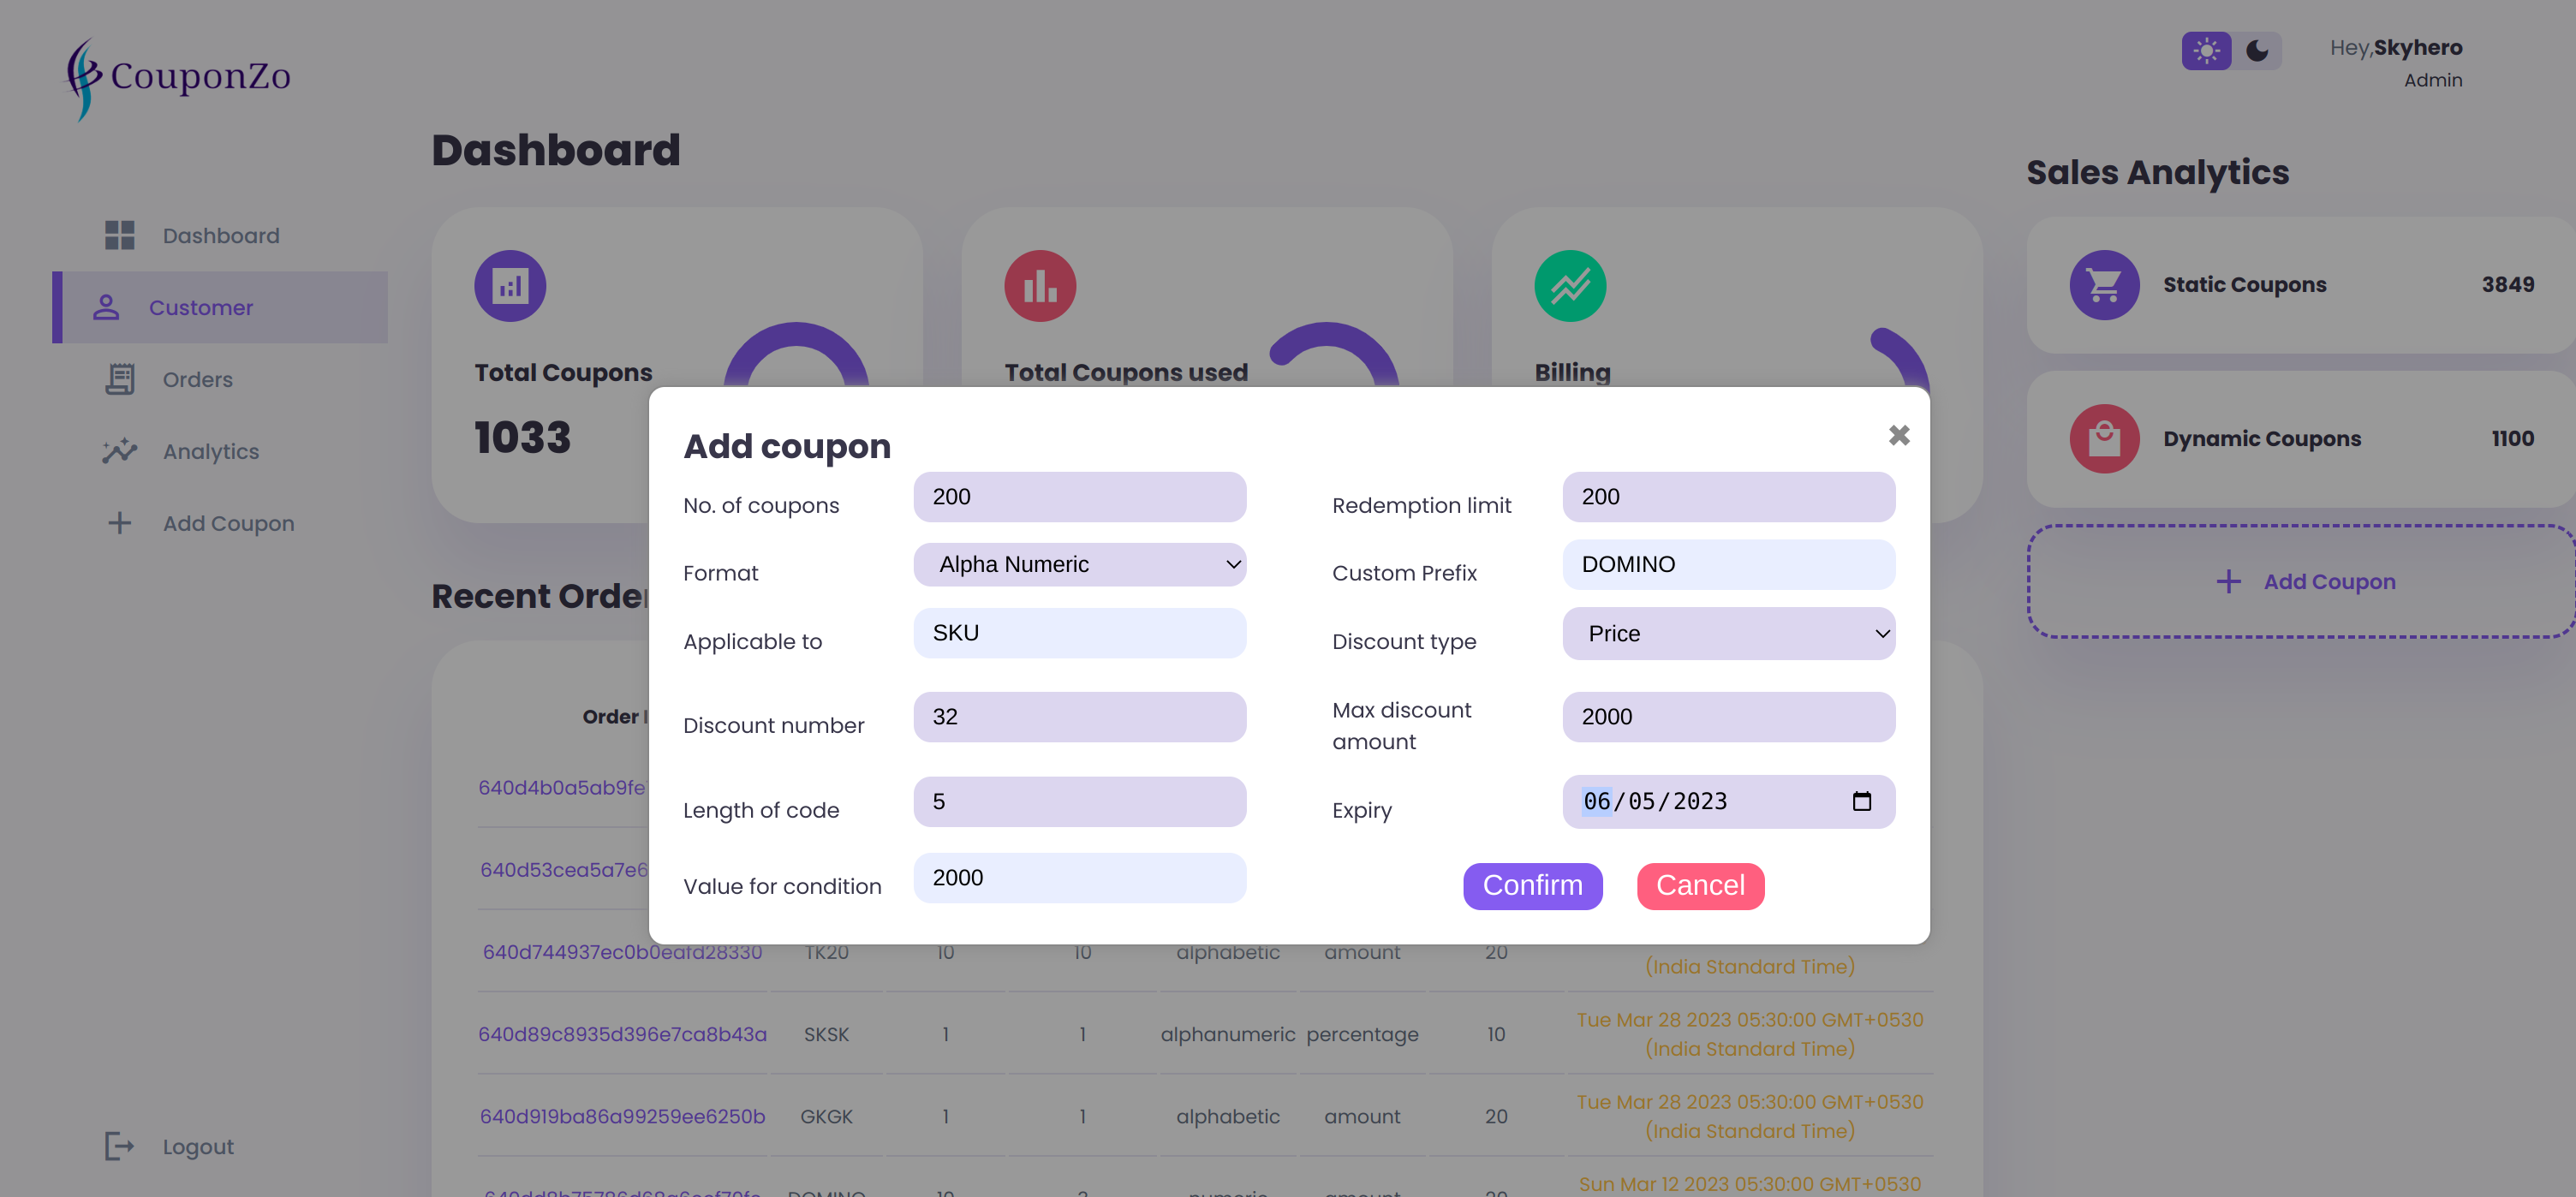 CouponZo
Hey,Skyhero
Admin
Dashboard
Customer
Orders
Analytics
Add Coupon
Logout
Dashboard
Total Coupons
1033
Total Coupons used
Billing
Sales Analytics
Static Coupons 3849
Dynamic Coupons 1100
Add Coupon
Add coupon
✖
No. of coupons 200
Redemption limit 200
Format Alpha Numeric
Custom Prefix DOMINO
Applicable to SKU
Discount type Price
Discount number 32
Max discount
amount 2000
Length of code 5
Expiry 06/05/2023
Value for condition 2000
Confirm Cancel
Recent
Order
640d4b0a5ab9fe
640d53cea5a7e6
640d744937ec0b0eafd28330 TK20 10 10 alphabetic amount 20
(India Standard Time)
640d89c8935d396e7ca8b43a SKSK 1 1 alphanumeric percentage 10 Tue Mar 28 2023 05:30:00 GMT+0530
(India Standard Time)
640d919ba86a99259ee6250b GKGK 1 1 alphabetic amount 20 Tue Mar 28 2023 05:30:00 GMT+0530
(India Standard Time)
DOMINO numeric amount Sun Mar 12 2023 05:30:00 GMT+0530